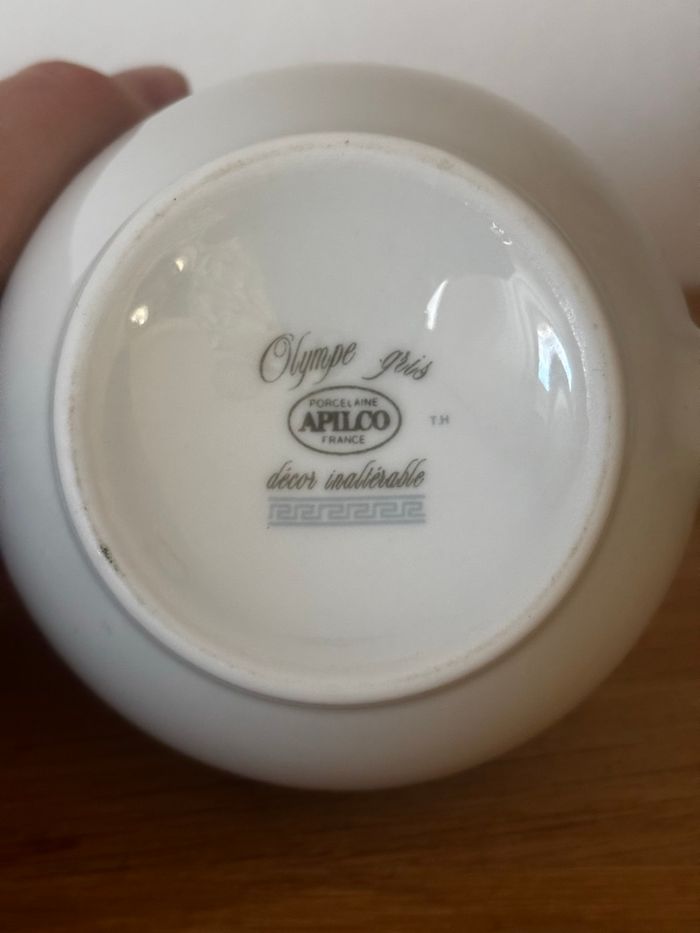 Olympe gris
PORCELAINE
APILCO
FRANCE
T.H
décor inaltérable